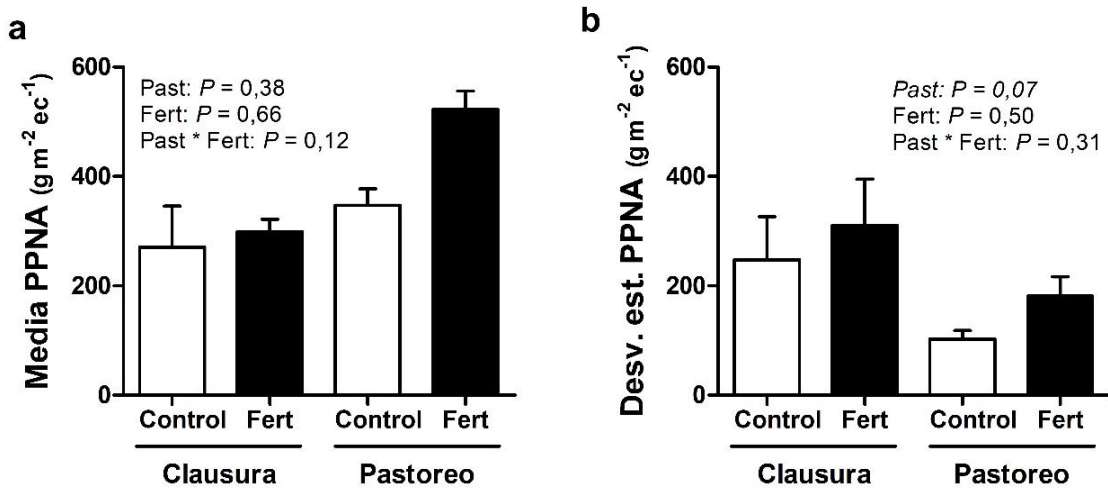 a
Media PPNA (g m⁻² ec⁻¹)
600
400
200
0
Past: P = 0,38
Fert: P = 0,66
Past * Fert: P = 0,12
Control Fert Control Fert
Clausura Pastoreo
b
Desv. est. PPNA (g m⁻² ec⁻¹)
600
400
200
0
Past: P = 0,07
Fert: P = 0,50
Past * Fert: P = 0,31
Control Fert Control Fert
Clausura Pastoreo